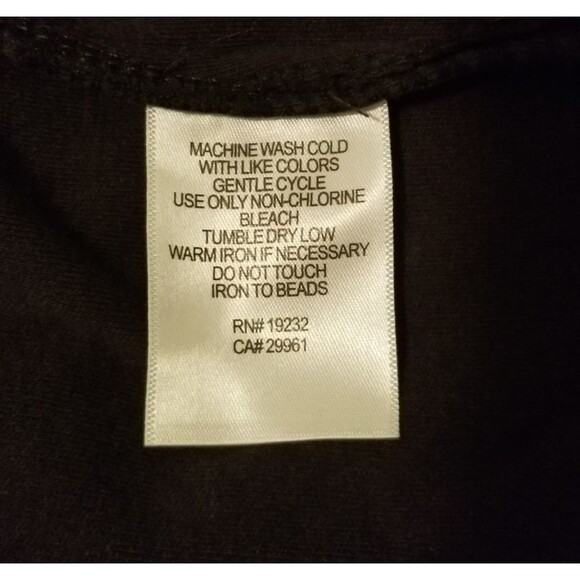 MACHINE WASH COLD
WITH LIKE COLORS
GENTLE CYCLE
USE ONLY NON-CHLORINE
BLEACH
TUMBLE DRY LOW
WARM IRON IF NECESSARY
DO NOT TOUCH
IRON TO BEADS
RN# 19232
CA# 29961